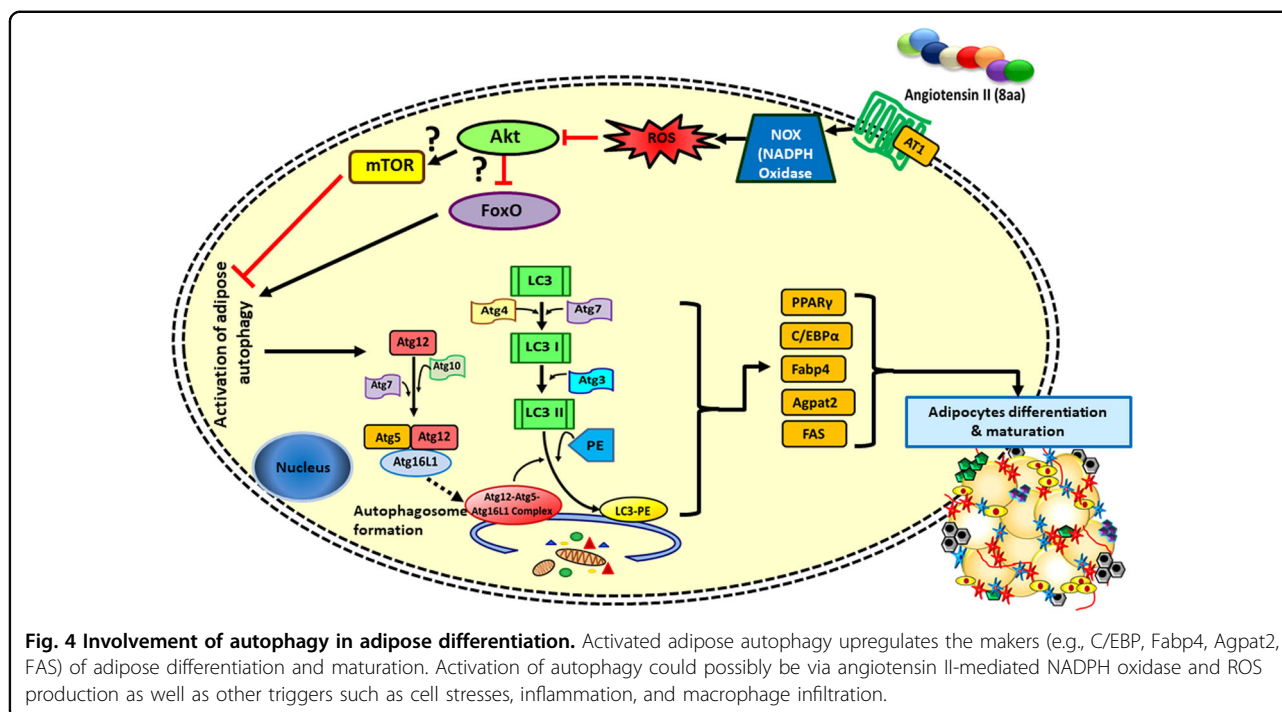 Angiotensin II (8aa)
AT1
NOX
(NADPH
Oxidase
ROS
Akt
?
mTOR
?
FoxO
Activation of adipose
autophagy
LC3
Atg4
Atg7
LC3 I
Atg3
LC3 II
PE
Atg12
Atg7
Atg10
Atg5
Atg12
Atg16L1
Nucleus
Autophagosome
formation
Atg12-Atg5-
Atg16L1 Complex
LC3-PE
PPARγ
C/EBPα
Fabp4
Agpat2
FAS
Adipocytes differentiation
& maturation
Fig. 4 Involvement of autophagy in adipose differentiation. Activated adipose autophagy upregulates the makers (e.g., C/EBP, Fabp4, Agpat2,
FAS) of adipose differentiation and maturation. Activation of autophagy could possibly be via angiotensin II-mediated NADPH oxidase and ROS
production as well as other triggers such as cell stresses, inflammation, and macrophage infiltration.